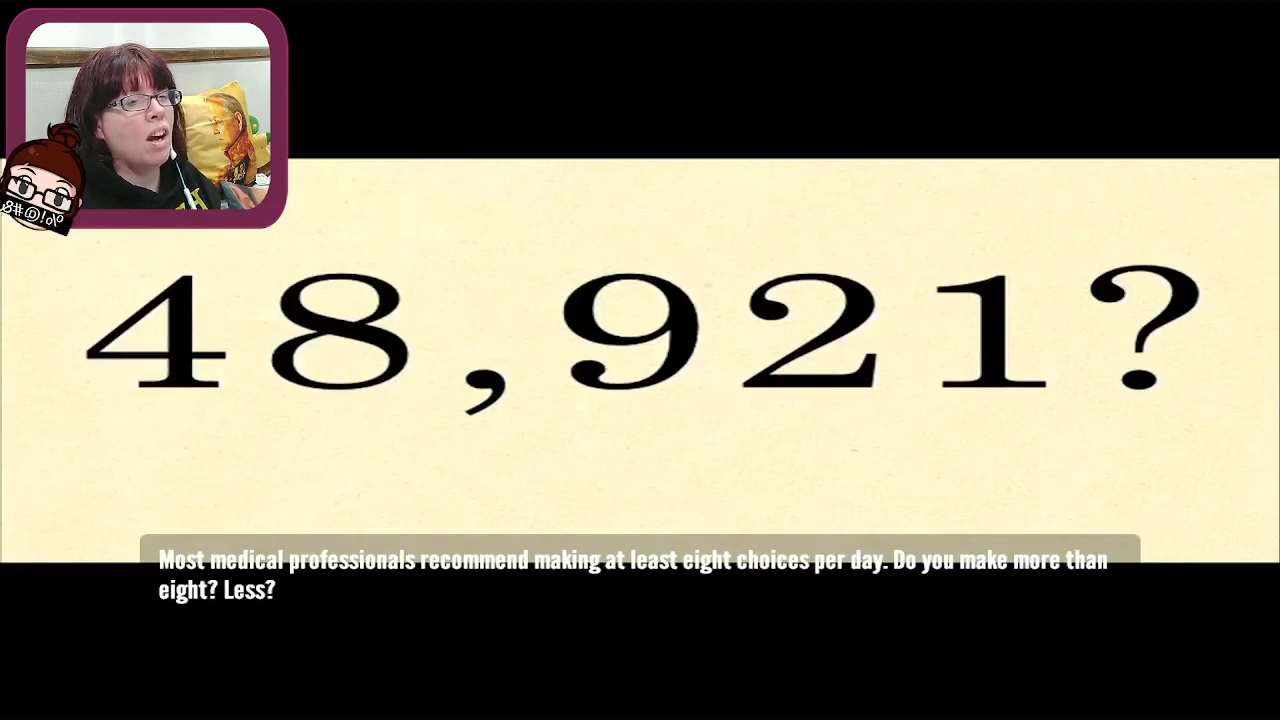 48,921?
&#@!%
Most medical professionals recommend making at least eight choices per day. Do you make more than
eight? Less?